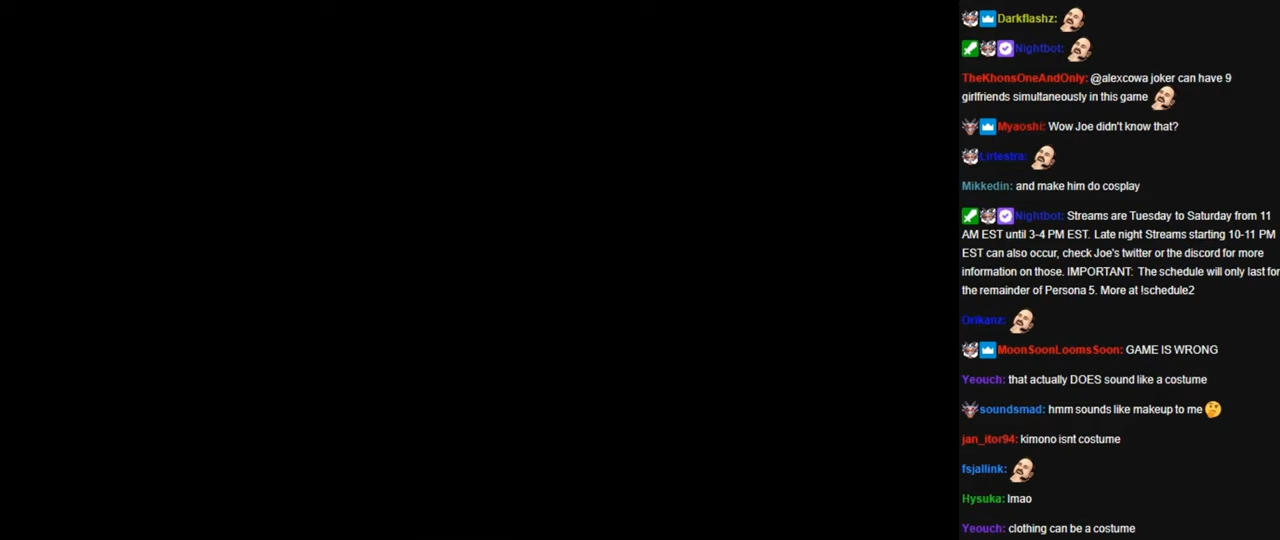 Darkflashz:
Nightbot:
TheKhonsOneAndOnly: @alexcowa joker can have 9
girlfriends simultaneously in this game
Myaoshi: Wow Joe didn't know that?
Lirlestra:
Mikkedin: and make him do cosplay
Nightbot: Streams are Tuesday to Saturday from 11
AM EST until 3-4 PM EST. Late night Streams starting 10-11 PM
EST can also occur, check Joe's twitter or the discord for more
information on those. IMPORTANT: The schedule will only last for
the remainder of Persona 5. More at !schedule2
Orikanz:
MoonSoonLoomsSoon: GAME IS WRONG
Yeouch: that actually DOES sound like a costume
soundsmad: hmm sounds like makeup to me
jan_itor94: kimono isnt costume
fsjallink:
Hysuka: lmao
Yeouch: clothing can be a costume